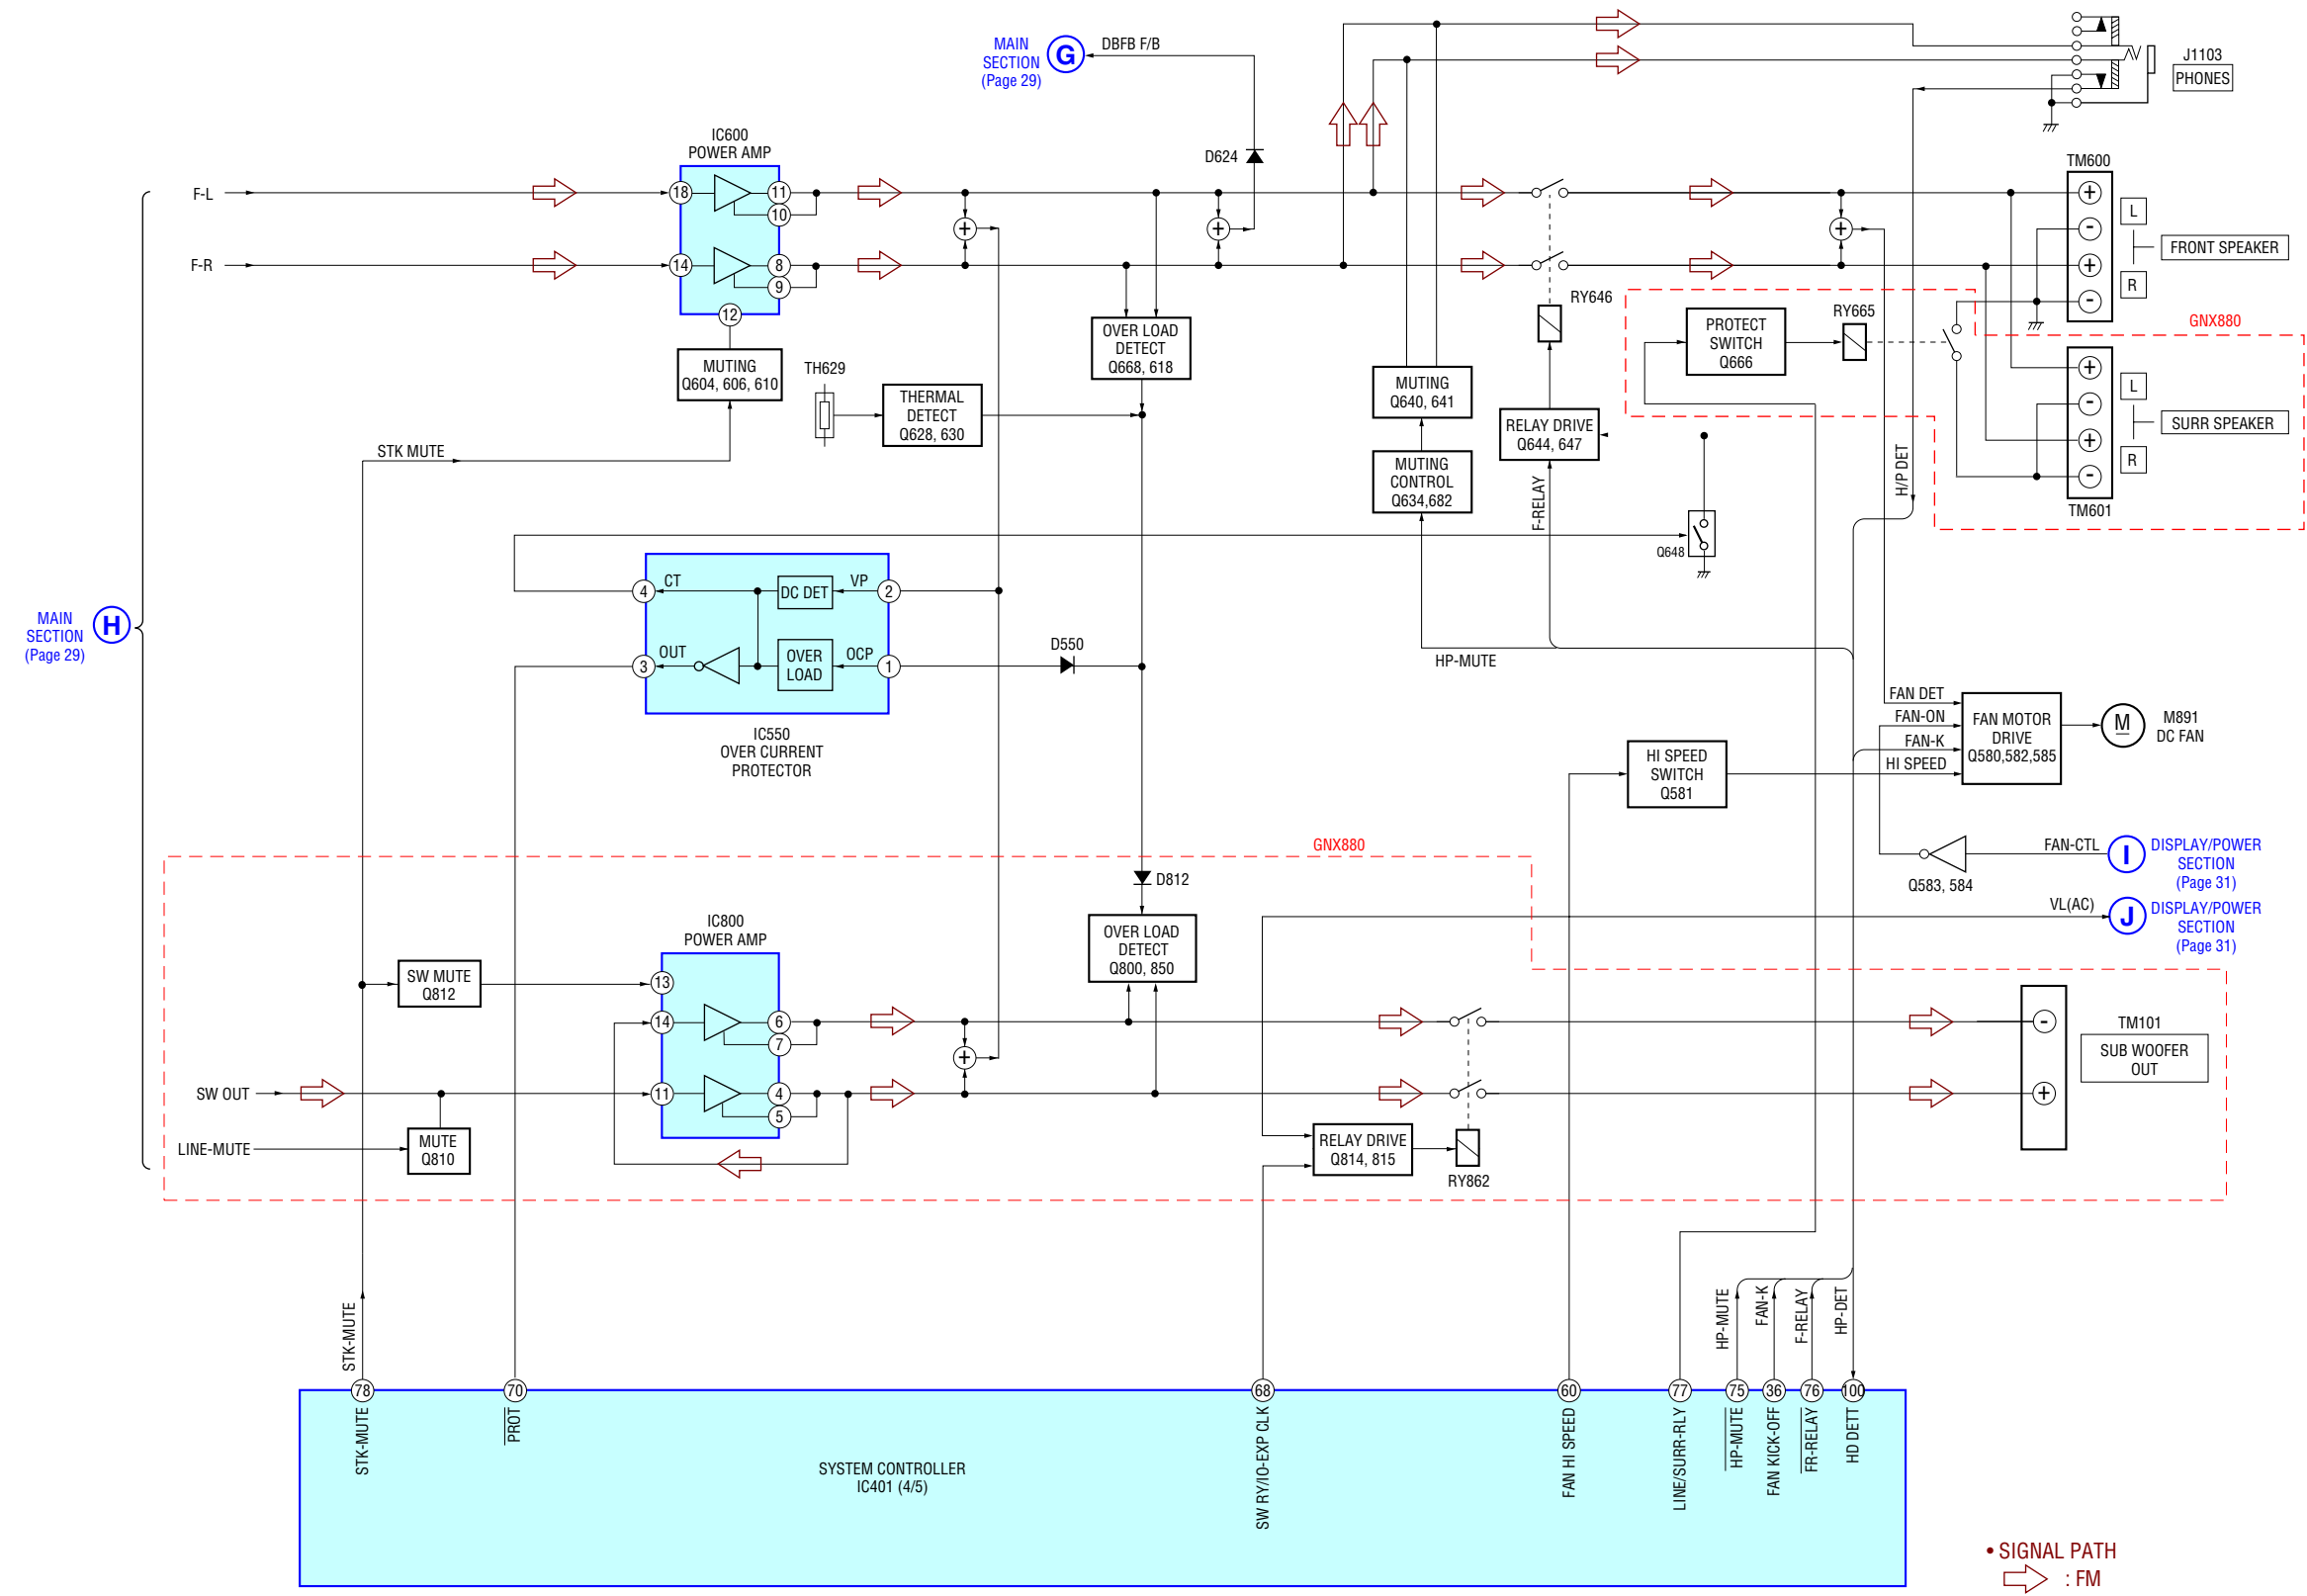 MAIN
SECTION
(Page 29)
G
DBFB F/B
J1103
PHONES
IC600
POWER AMP
D624
TM600
F-L
18
11
10
+
+
+
+
-
L
FRONT SPEAKER
F-R
14
8
9
+
R
-
12
RY646
PROTECT
SWITCH
Q666
RY665
GNX880
OVER LOAD
DETECT
Q668, 618
MUTING
Q604, 606, 610
TH629
THERMAL
DETECT
Q628, 630
MUTING
Q640, 641
RELAY DRIVE
Q644, 647
+
L
-
SURR SPEAKER
+
R
-
TM601
STK MUTE
MUTING
CONTROL
Q634,682
F-RELAY
H/P DET
Q648
4
CT
DC DET
VP
2
MAIN
SECTION
(Page 29)
H
3
OUT
OVER
LOAD
OCP
1
D550
HP-MUTE
IC550
OVER CURRENT
PROTECTOR
FAN DET
FAN-ON
FAN-K
HI SPEED
FAN MOTOR
DRIVE
Q580,582,585
M
M891
DC FAN
HI SPEED
SWITCH
Q581
GNX880
FAN-CTL
I
DISPLAY/POWER
SECTION
(Page 31)
Q583, 584
D812
VL(AC)
J
DISPLAY/POWER
SECTION
(Page 31)
IC800
POWER AMP
OVER LOAD
DETECT
Q800, 850
SW MUTE
Q812
13
14
6
7
+
-
TM101
SUB WOOFER
OUT
SW OUT
11
4
5
+
LINE-MUTE
MUTE
Q810
RELAY DRIVE
Q814, 815
RY862
STK-MUTE
HP-MUTE
FAN-K
F-RELAY
HP-DET
78
70
68
60
77
75
36
76
100
STK-MUTE
PROT
SW RY/IO-EXP CLK
FAN HI SPEED
LINE/SURR-RLY
HP-MUTE
FAN KICK-OFF
FR-RELAY
HD DETT
SYSTEM CONTROLLER
IC401 (4/5)
• SIGNAL PATH
: FM